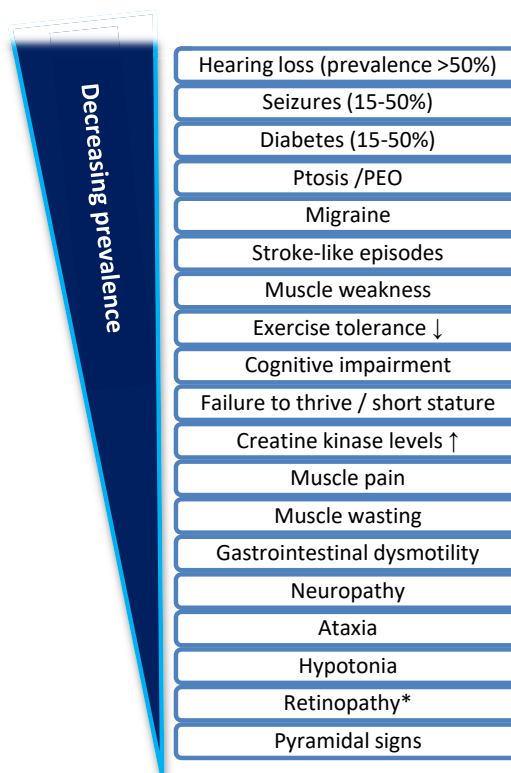 Decreasing prevalence
Hearing loss (prevalence >50%)
Seizures (15-50%)
Diabetes (15-50%)
Ptosis /PEO
Migraine
Stroke-like episodes
Muscle weakness
Exercise tolerance ↓
Cognitive impairment
Failure to thrive / short stature
Creatine kinase levels ↑
Muscle pain
Muscle wasting
Gastrointestinal dysmotility
Neuropathy
Ataxia
Hypotonia
Retinopathy*
Pyramidal signs